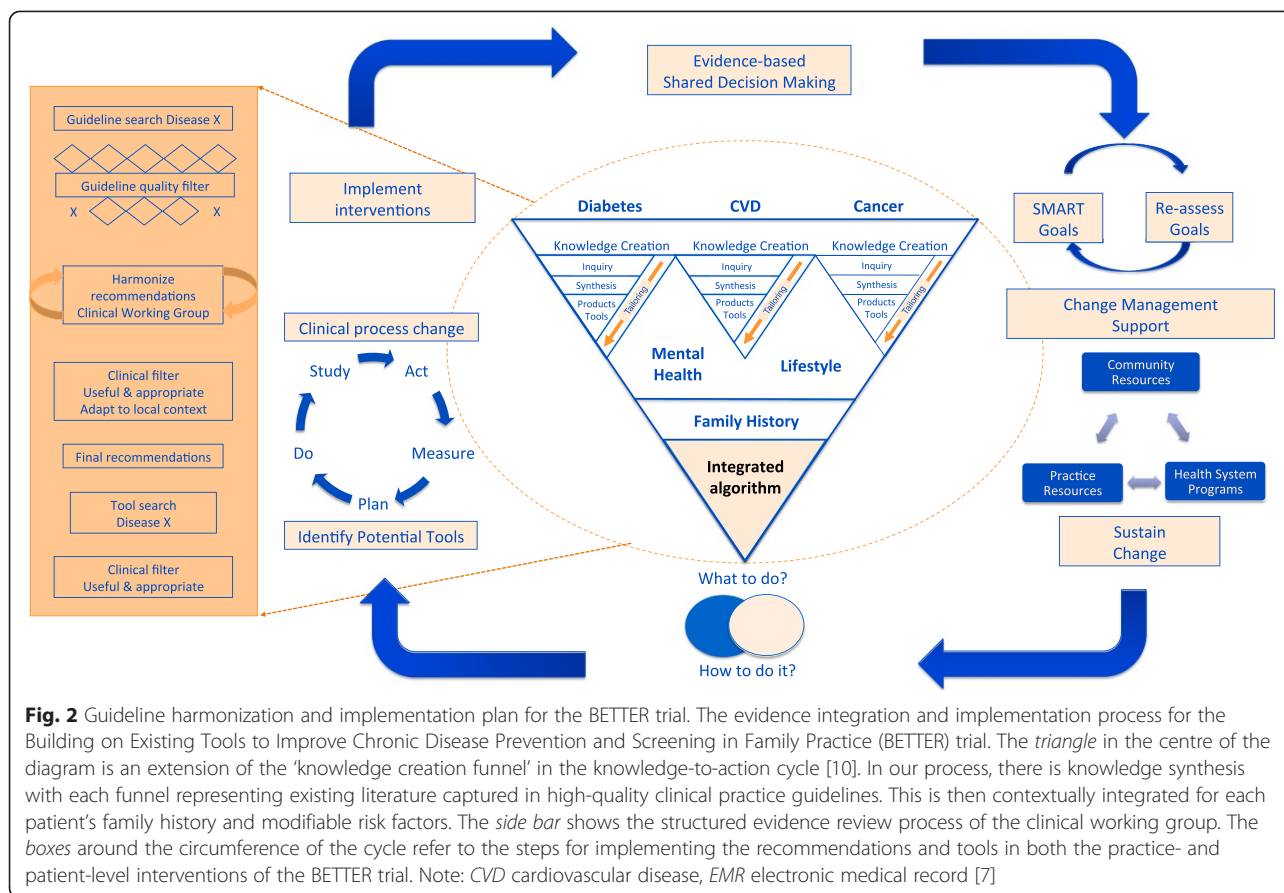 Guideline search Disease X
Guideline quality filter
X X
Harmonize
recommendations
Clinical Working Group
Clinical filter
Useful & appropriate
Adapt to local context
Final recommendations
Tool search
Disease X
Clinical filter
Useful & appropriate
Implement
interventions
Clinical process change
Study Act
Do Measure
Plan
Identify Potential Tools
Evidence-based
Shared Decision Making
Diabetes CVD Cancer
Knowledge Creation Knowledge Creation Knowledge Creation
Inquiry Inquiry Inquiry
Synthesis Synthesis Synthesis
Products Products Products
Tools Tools Tools
Tailoring Tailoring Tailoring
Mental
Health
Lifestyle
Family History
Integrated
algorithm
What to do?
How to do it?
SMART
Goals
Re-assess
Goals
Change Management
Support
Community
Resources
Practice
Resources
Health System
Programs
Sustain
Change
Fig. 2 Guideline harmonization and implementation plan for the BETTER trial. The evidence integration and implementation process for the
Building on Existing Tools to Improve Chronic Disease Prevention and Screening in Family Practice (BETTER) trial. The triangle in the centre of the
diagram is an extension of the ‘knowledge creation funnel’ in the knowledge-to-action cycle [10]. In our process, there is knowledge synthesis
with each funnel representing existing literature captured in high-quality clinical practice guidelines. This is then contextually integrated for each
patient’s family history and modifiable risk factors. The side bar shows the structured evidence review process of the clinical working group. The
boxes around the circumference of the cycle refer to the steps for implementing the recommendations and tools in both the practice- and
patient-level interventions of the BETTER trial. Note: CVD cardiovascular disease, EMR electronic medical record [7]